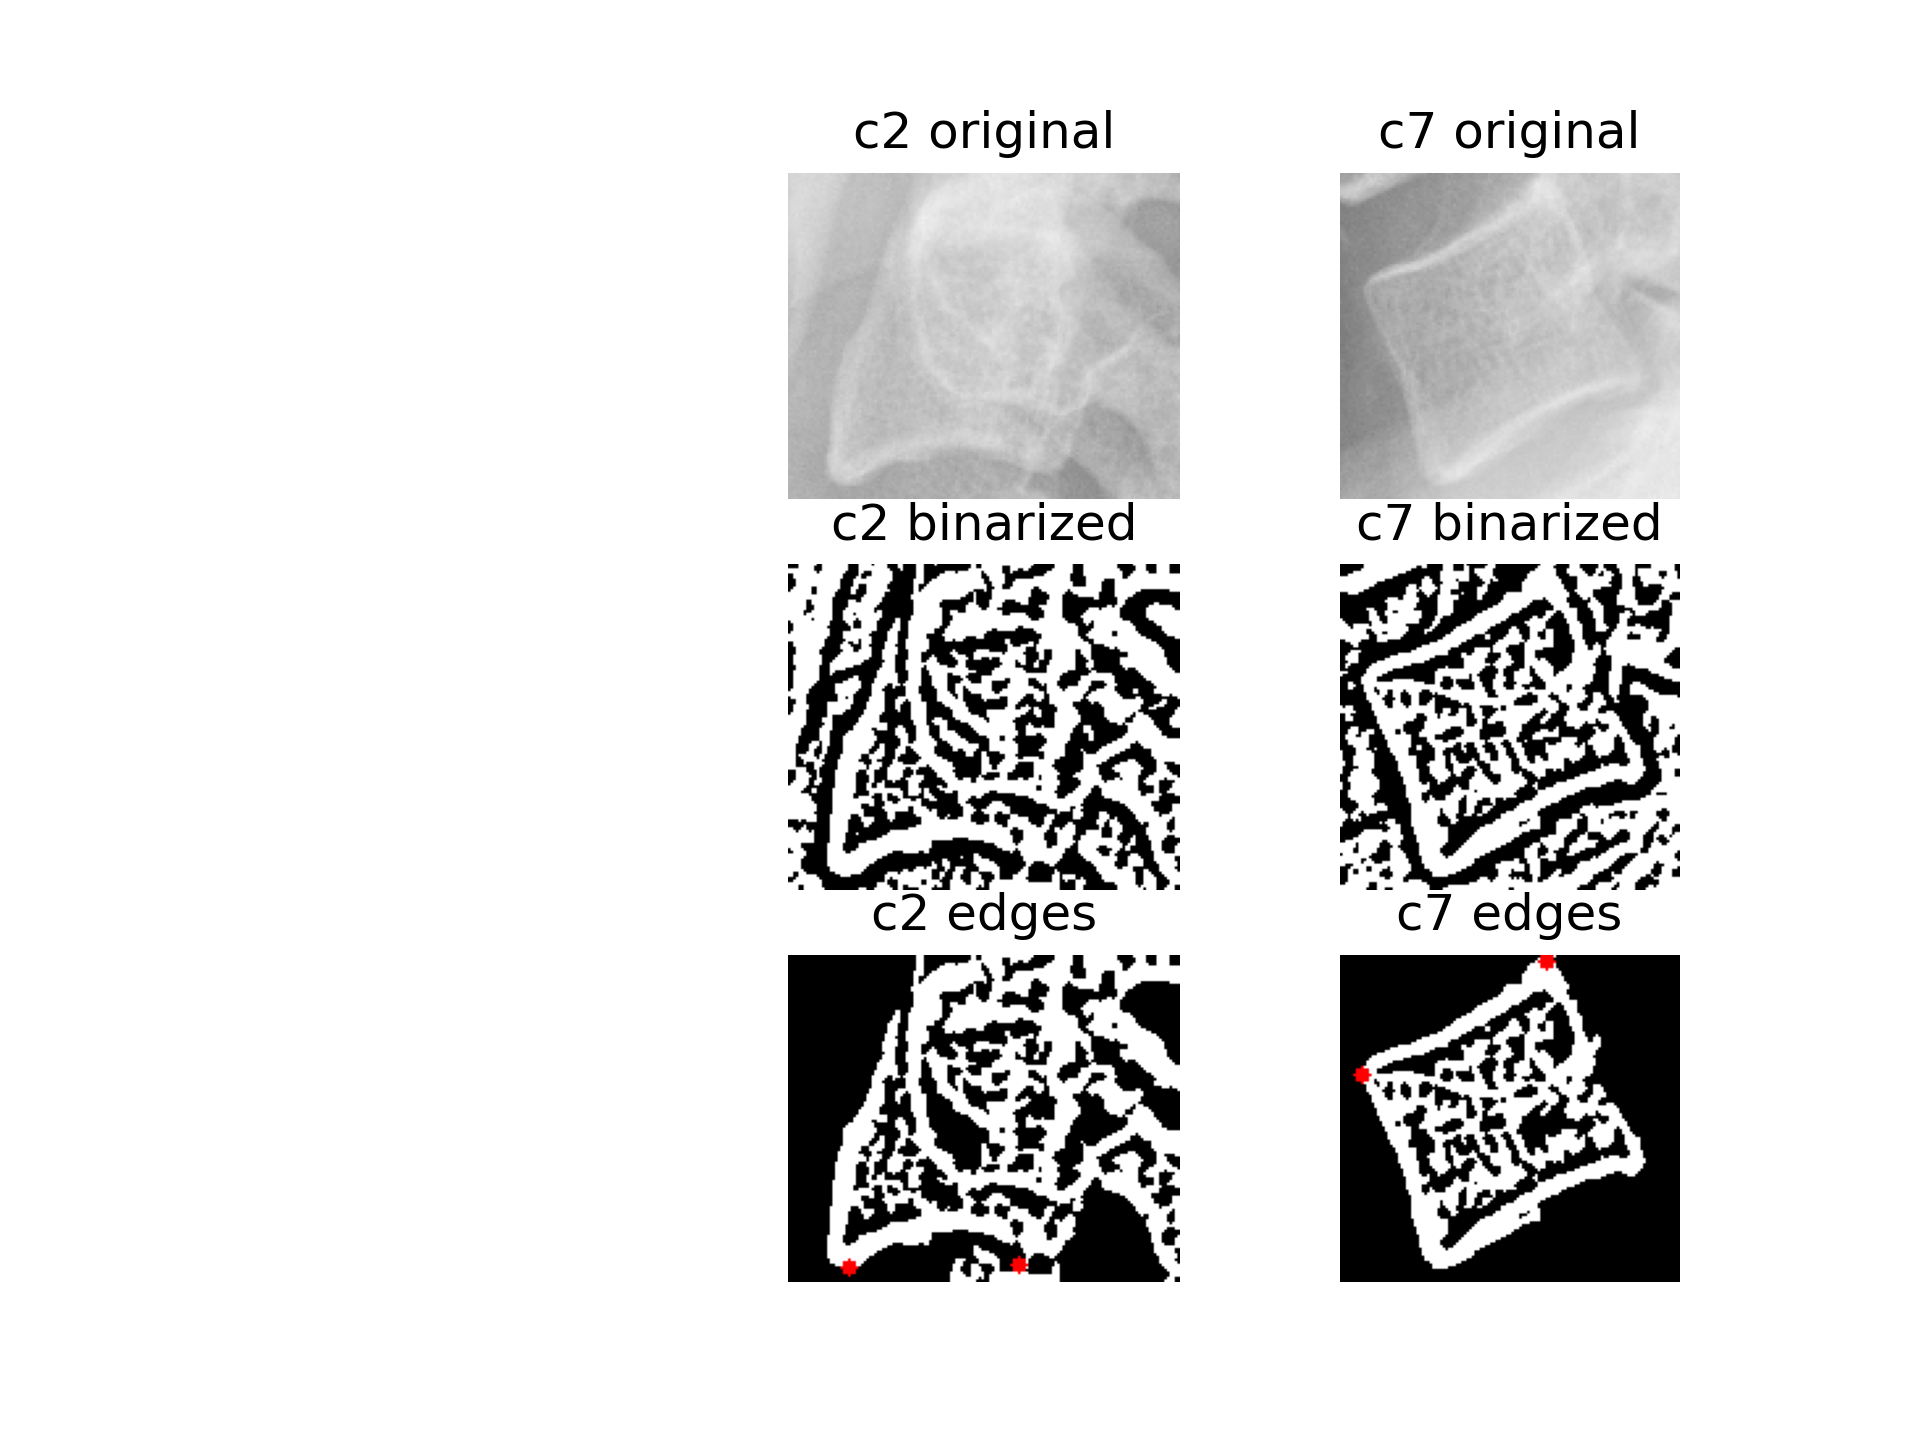 c2 original
c7 original
c2 binarized
c7 binarized
c2 edges
c7 edges